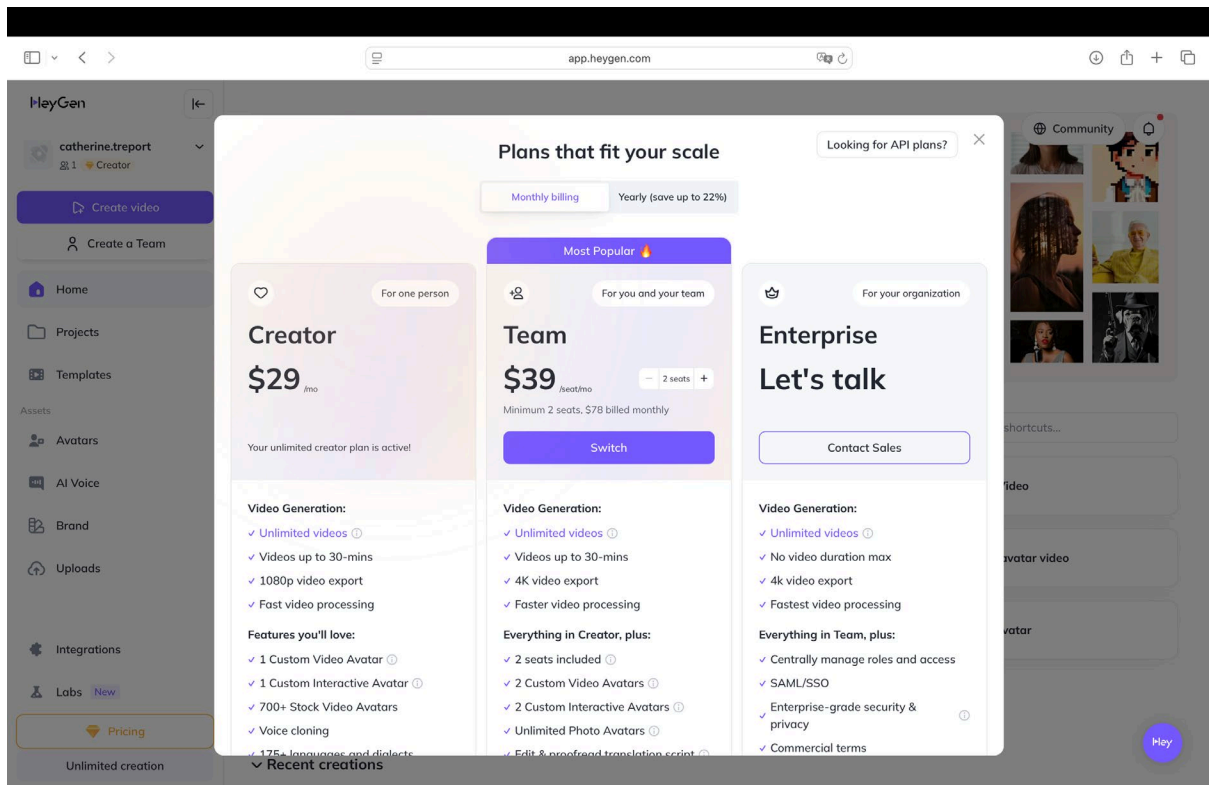 app.heygen.com
HeyGen
catherine.treport
1 Creator
Create video
Create a Team
Home
Projects
Templates
Assets
Avatars
AI Voice
Brand
Uploads
Integrations
Labs New
Pricing
Unlimited creation
Community
Plans that fit your scale
Looking for API plans?
Monthly billing
Yearly (save up to 22%)
Most Popular 🔥
For one person
Creator
$29 /mo
Your unlimited creator plan is active!
Video Generation:
Unlimited videos
Videos up to 30-mins
1080p video export
Fast video processing
Features you'll love:
1 Custom Video Avatar
1 Custom Interactive Avatar
700+ Stock Video Avatars
Voice cloning
175+ languages and dialects
For you and your team
Team
$39 /seat/mo
− 2 seats +
Minimum 2 seats, $78 billed monthly
Switch
Video Generation:
Unlimited videos
Videos up to 30-mins
4K video export
Faster video processing
Everything in Creator, plus:
2 seats included
2 Custom Video Avatars
2 Custom Interactive Avatars
Unlimited Photo Avatars
Edit & proofread translation script
For your organization
Enterprise
Let's talk
Contact Sales
Video Generation:
Unlimited videos
No video duration max
4k video export
Fastest video processing
Everything in Team, plus:
Centrally manage roles and access
SAML/SSO
Enterprise-grade security &
privacy
Commercial terms
shortcuts...
Video
avatar video
vatar
Recent creations
Hey